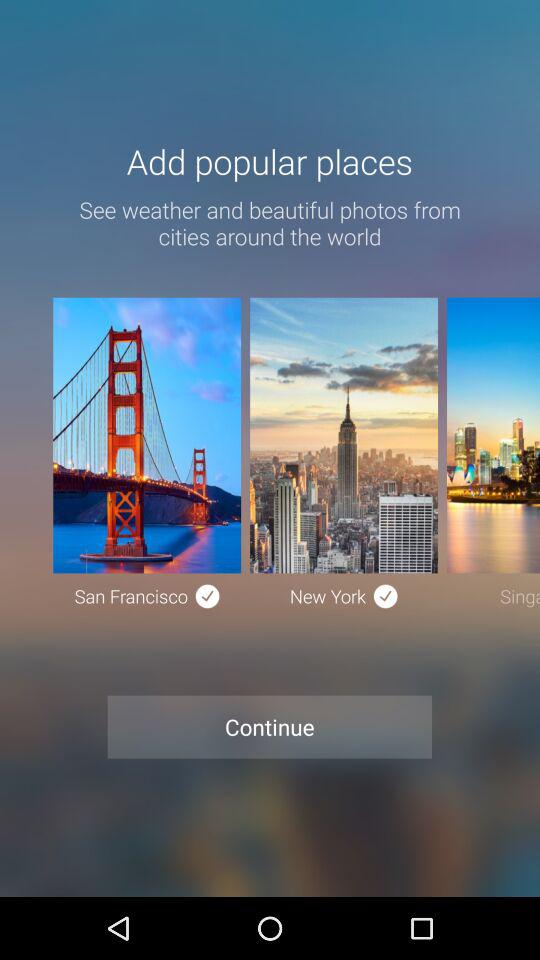 Add popular places
See weather and beautiful photos from
cities around the world
San Francisco
New York
Singa
Continue